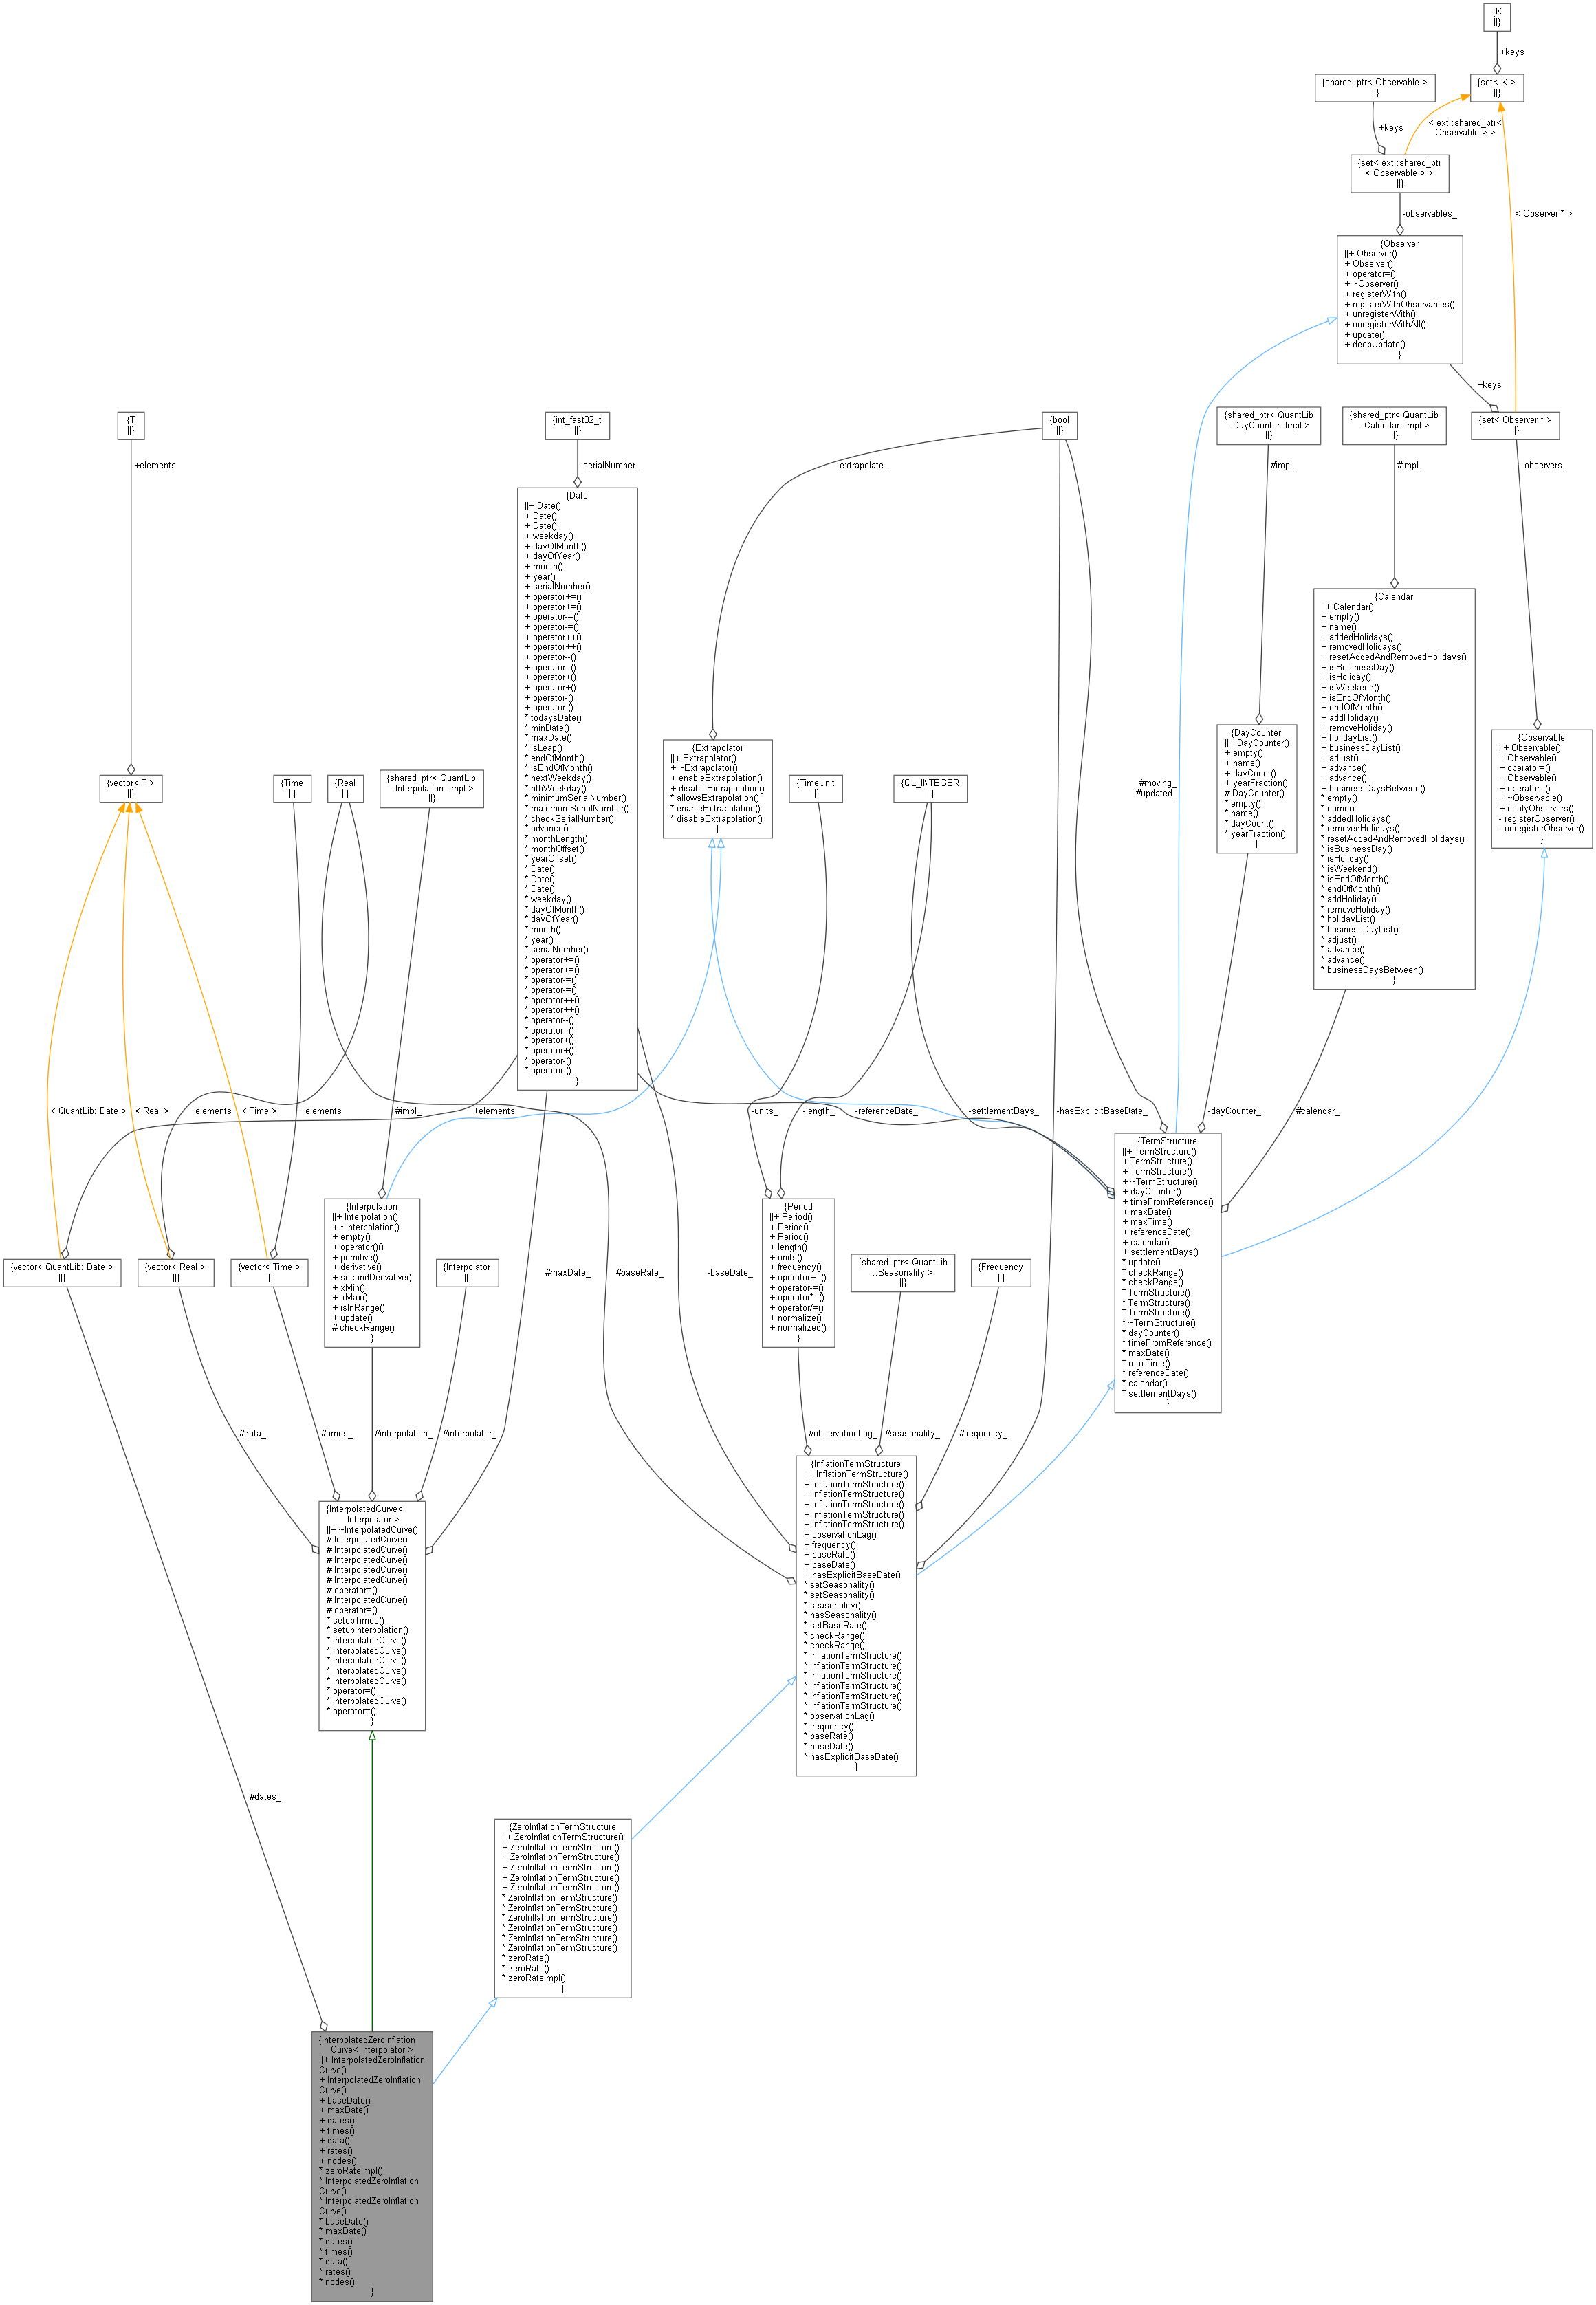 {K
||}
+keys
{shared_ptr< Observable >
||}
{set< K >
||}
+keys
< ext::shared_ptr<
Observable > >
{set< ext::shared_ptr
< Observable > >
||}
-observables_
< Observer * >
{Observer
||+ Observer()
+ Observer()
+ operator=()
+ ~Observer()
+ registerWith()
+ registerWithObservables()
+ unregisterWith()
+ unregisterWithAll()
+ update()
+ deepUpdate()
}
+keys
{T
||}
{int_fast32_t
||}
{bool
||}
{shared_ptr< QuantLib
::DayCounter::Impl >
||}
{shared_ptr< QuantLib
::Calendar::Impl >
||}
{set< Observer * >
||}
+elements
-serialNumber_
-extrapolate_
#impl_
#impl_
-observers_
{Date
||+ Date()
+ Date()
+ Date()
+ weekday()
+ dayOfMonth()
+ dayOfYear()
+ month()
+ year()
+ serialNumber()
+ operator+=()
+ operator+=()
+ operator-=()
+ operator-=()
+ operator++()
+ operator++()
+ operator--()
+ operator--()
+ operator+()
+ operator+()
+ operator-()
+ operator-()
* todaysDate()
* minDate()
* maxDate()
* isLeap()
* endOfMonth()
* isEndOfMonth()
* nextWeekday()
* nthWeekday()
* minimumSerialNumber()
* maximumSerialNumber()
* checkSerialNumber()
* advance()
* monthLength()
* monthOffset()
* yearOffset()
* Date()
* Date()
* Date()
* weekday()
* dayOfMonth()
* dayOfYear()
* month()
* year()
* serialNumber()
* operator+=()
* operator+=()
* operator-=()
* operator-=()
* operator++()
* operator++()
* operator--()
* operator--()
* operator+()
* operator+()
* operator-()
* operator-()
}
{Calendar
||+ Calendar()
+ empty()
+ name()
+ addedHolidays()
+ removedHolidays()
+ resetAddedAndRemovedHolidays()
+ isBusinessDay()
+ isHoliday()
+ isWeekend()
+ isEndOfMonth()
+ endOfMonth()
+ addHoliday()
+ removeHoliday()
+ holidayList()
+ businessDayList()
+ adjust()
+ advance()
+ advance()
+ businessDaysBetween()
* empty()
* name()
* addedHolidays()
* removedHolidays()
* resetAddedAndRemovedHolidays()
* isBusinessDay()
* isHoliday()
* isWeekend()
* isEndOfMonth()
* endOfMonth()
* addHoliday()
* removeHoliday()
* holidayList()
* businessDayList()
* adjust()
* advance()
* advance()
* businessDaysBetween()
}
{DayCounter
||+ DayCounter()
+ empty()
+ name()
+ dayCount()
+ yearFraction()
# DayCounter()
* empty()
* name()
* dayCount()
* yearFraction()
}
{Observable
||+ Observable()
+ Observable()
+ operator=()
+ Observable()
+ operator=()
+ ~Observable()
+ notifyObservers()
- registerObserver()
- unregisterObserver()
}
{Extrapolator
||+ Extrapolator()
+ ~Extrapolator()
+ enableExtrapolation()
+ disableExtrapolation()
* allowsExtrapolation()
* enableExtrapolation()
* disableExtrapolation()
}
{vector< T >
||}
{Time
||}
{Real
||}
{shared_ptr< QuantLib
::Interpolation::Impl >
||}
{TimeUnit
||}
{QL_INTEGER
||}
#moving_
#updated_
< QuantLib::Date >
< Real >
+elements
< Time >
+elements
#impl_
+elements
-units_
-length_
-referenceDate_
-settlementDays_
-hasExplicitBaseDate_
-dayCounter_
#calendar_
{TermStructure
||+ TermStructure()
+ TermStructure()
+ TermStructure()
+ ~TermStructure()
+ dayCounter()
+ timeFromReference()
+ maxDate()
+ maxTime()
+ referenceDate()
+ calendar()
+ settlementDays()
* update()
* checkRange()
* checkRange()
* TermStructure()
* TermStructure()
* TermStructure()
* ~TermStructure()
* dayCounter()
* timeFromReference()
* maxDate()
* maxTime()
* referenceDate()
* calendar()
* settlementDays()
}
{Interpolation
||+ Interpolation()
+ ~Interpolation()
+ empty()
+ operator()()
+ primitive()
+ derivative()
+ secondDerivative()
+ xMin()
+ xMax()
+ isInRange()
+ update()
# checkRange()
}
{Period
||+ Period()
+ Period()
+ Period()
+ length()
+ units()
+ frequency()
+ operator+=()
+ operator-=()
+ operator*=()
+ operator/=()
+ normalize()
+ normalized()
}
{vector< QuantLib::Date >
||}
{vector< Real >
||}
{vector< Time >
||}
{Interpolator
||}
#maxDate_
#baseRate_
-baseDate_
{shared_ptr< QuantLib
::Seasonality >
||}
{Frequency
||}
#data_
#times_
#interpolation_
#interpolator_
#observationLag_
#seasonality_
#frequency_
{InflationTermStructure
||+ InflationTermStructure()
+ InflationTermStructure()
+ InflationTermStructure()
+ InflationTermStructure()
+ InflationTermStructure()
+ InflationTermStructure()
+ observationLag()
+ frequency()
+ baseRate()
+ baseDate()
+ hasExplicitBaseDate()
* setSeasonality()
* setSeasonality()
* seasonality()
* hasSeasonality()
* setBaseRate()
* checkRange()
* checkRange()
* InflationTermStructure()
* InflationTermStructure()
* InflationTermStructure()
* InflationTermStructure()
* InflationTermStructure()
* InflationTermStructure()
* observationLag()
* frequency()
* baseRate()
* baseDate()
* hasExplicitBaseDate()
}
{InterpolatedCurve<
Interpolator >
||+ ~InterpolatedCurve()
# InterpolatedCurve()
# InterpolatedCurve()
# InterpolatedCurve()
# InterpolatedCurve()
# InterpolatedCurve()
# operator=()
# InterpolatedCurve()
# operator=()
* setupTimes()
* setupInterpolation()
* InterpolatedCurve()
* InterpolatedCurve()
* InterpolatedCurve()
* InterpolatedCurve()
* InterpolatedCurve()
* operator=()
* InterpolatedCurve()
* operator=()
}
#dates_
{ZeroInflationTermStructure
||+ ZeroInflationTermStructure()
+ ZeroInflationTermStructure()
+ ZeroInflationTermStructure()
+ ZeroInflationTermStructure()
+ ZeroInflationTermStructure()
+ ZeroInflationTermStructure()
* ZeroInflationTermStructure()
* ZeroInflationTermStructure()
* ZeroInflationTermStructure()
* ZeroInflationTermStructure()
* ZeroInflationTermStructure()
* ZeroInflationTermStructure()
* zeroRate()
* zeroRate()
* zeroRateImpl()
}
{InterpolatedZeroInflation
Curve< Interpolator >
||+ InterpolatedZeroInflation
Curve()
+ InterpolatedZeroInflation
Curve()
+ baseDate()
+ maxDate()
+ dates()
+ times()
+ data()
+ rates()
+ nodes()
* zeroRateImpl()
* InterpolatedZeroInflation
Curve()
* InterpolatedZeroInflation
Curve()
* baseDate()
* maxDate()
* dates()
* times()
* data()
* rates()
* nodes()
}